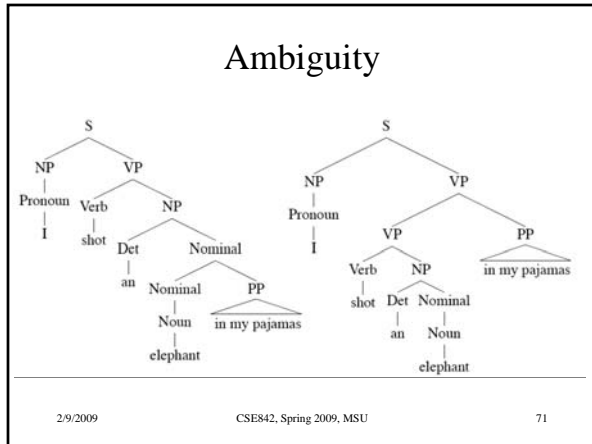 Ambiguity
S S
NP VP NP VP
Pronoun Verb NP Pronoun VP PP
I shot Det Nominal I Verb NP in my pajamas
an Nominal PP shot Det Nominal
Noun in my pajamas an Noun
elephant elephant
2/9/2009 CSE842, Spring 2009, MSU 71